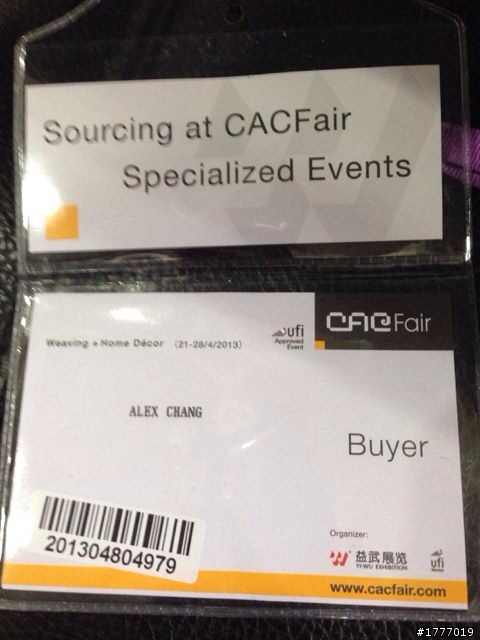 Sourcing at CACFair
Specialized Events
Weaving + Home Décor (21-28/4/2013)
ufi
Approved
Event
CACFair
ALEX CHANG
Buyer
201304804979
Organizer:
益武展览
YI-WU EXHIBITION
ufi
www.cacfair.com
#1777019